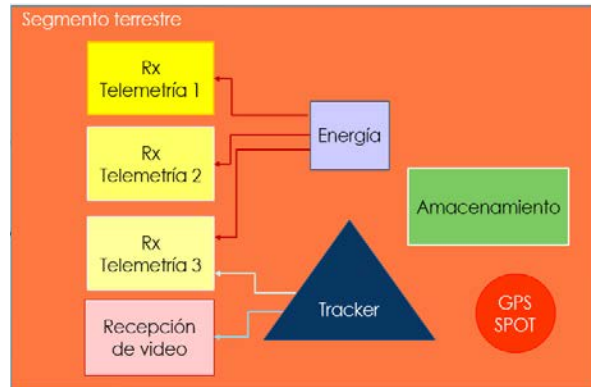 Segmento terrestre
Rx
Telemetría 1
Energía
Rx
Telemetría 2
Amacenamiento
Rx
Telemetría 3
Tracker
GPS
SPOT
Recepción
de video